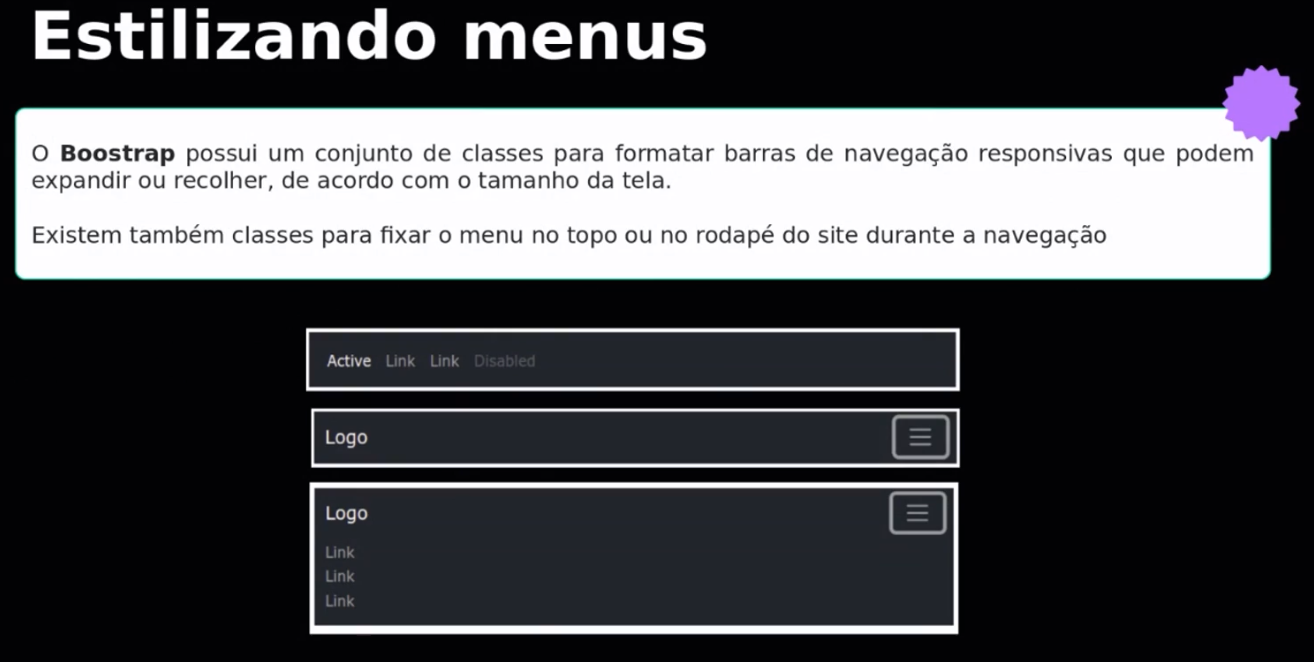 Estilizando menus
O Boostrap possui um conjunto de classes para formatar barras de navegação responsivas que podem
expandir ou recolher, de acordo com o tamanho da tela.
Existem também classes para fixar o menu no topo ou no rodapé do site durante a navegação
Active Link Link Disabled
Logo
Logo
Link
Link
Link